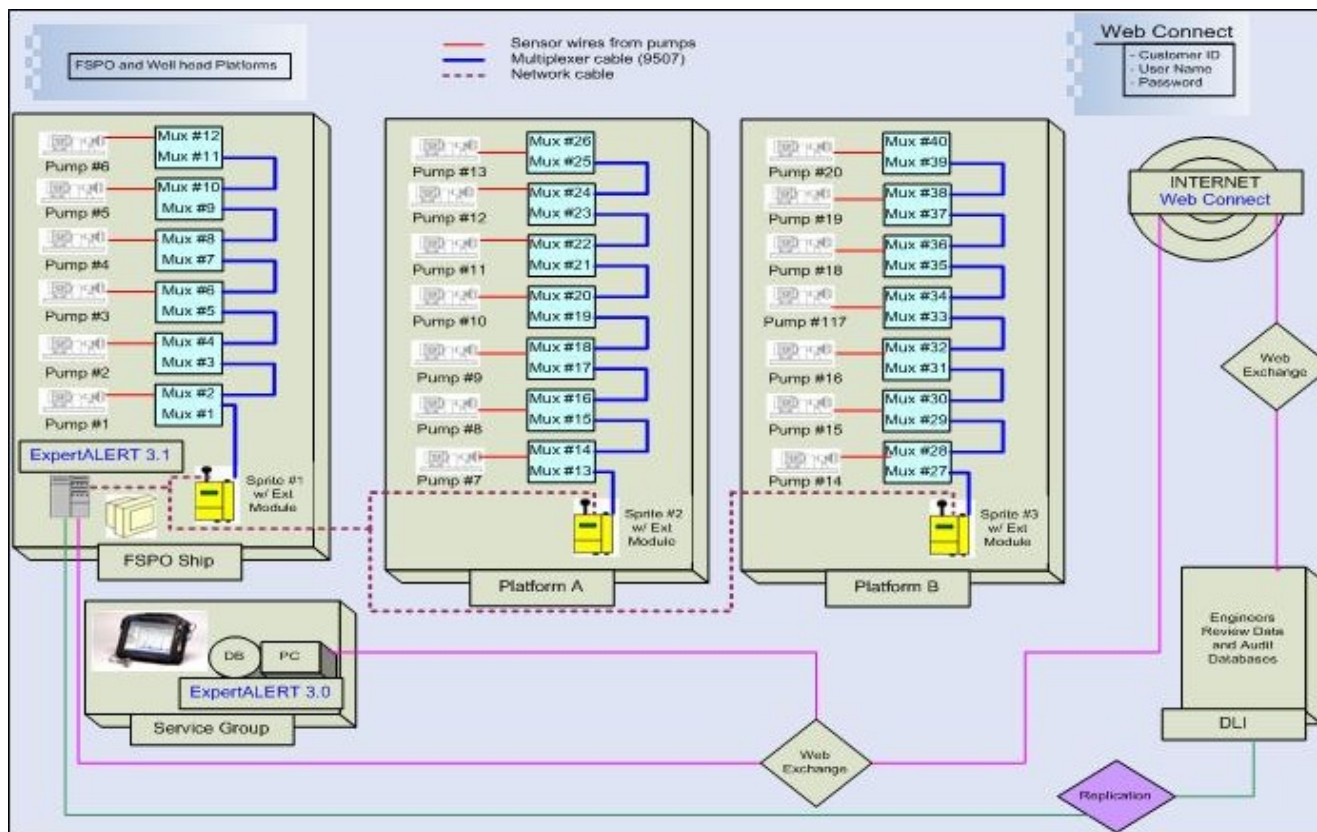 FSPO and Well head Platforms
Sensor wires from pumps
Multiplexer cable (9507)
Network cable
Web Connect
- Customer ID
- User Name
- Password
Mux #12
Mux #11
Pump #6
Mux #10
Mux #9
Pump #5
Mux #8
Mux #7
Pump #4
Mux #6
Mux #5
Pump #3
Mux #4
Mux #3
Pump #2
Mux #2
Mux #1
Pump #1
ExpertALERT 3.1
Sprite #1
w/ Ext
Module
FSPO Ship
Mux #26
Mux #25
Pump #13
Mux #24
Mux #23
Pump #12
Mux #22
Mux #21
Pump #11
Mux #20
Mux #19
Pump #10
Mux #18
Mux #17
Pump #9
Mux #16
Mux #15
Pump #8
Mux #14
Mux #13
Pump #7
Sprite #2
w/ Ext
Module
Platform A
Mux #40
Mux #39
Pump #20
Mux #38
Mux #37
Pump #19
Mux #36
Mux #35
Pump #18
Mux #34
Mux #33
Pump #117
Mux #32
Mux #31
Pump #16
Mux #30
Mux #29
Pump #15
Mux #28
Mux #27
Pump #14
Sprite #3
w/ Ext
Module
Platform B
INTERNET
Web Connect
Web
Exchange
Engineers
Review Data
and Audit
Databases
DLI
DB
PC
ExpertALERT 3.0
Service Group
Web
Exchange
Replication